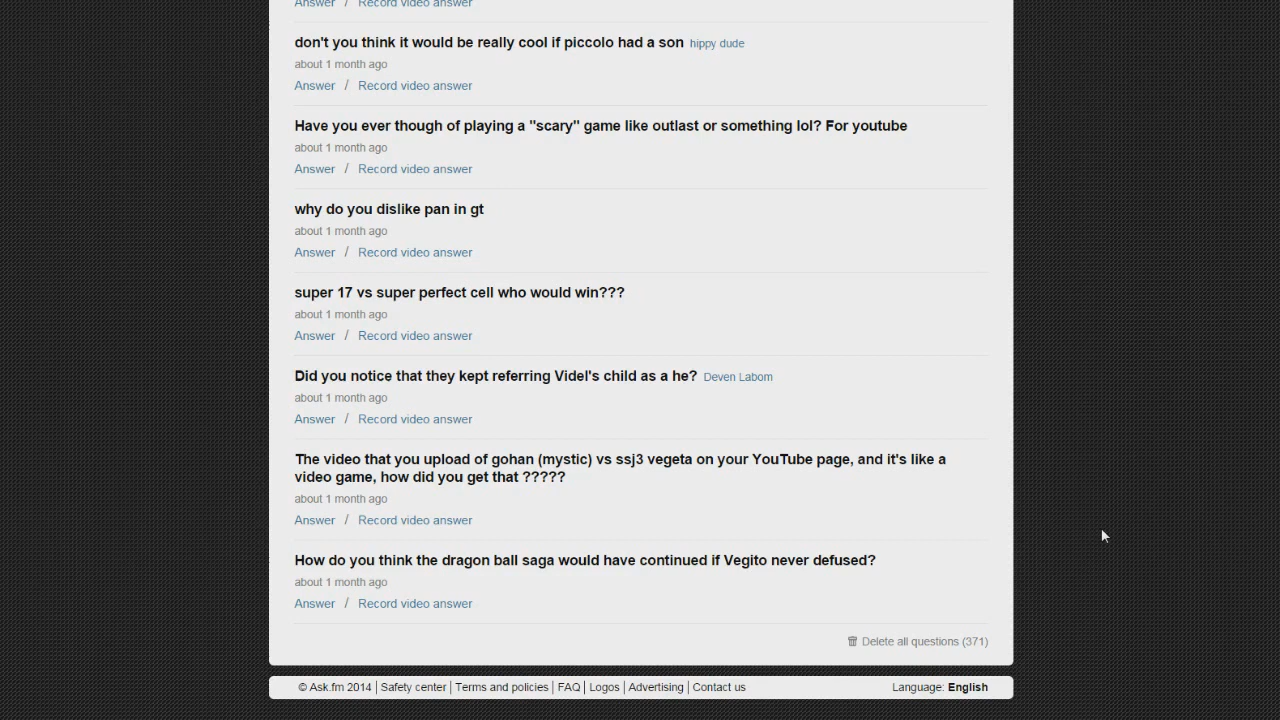 Answer / Record video answer
don't you think it would be really cool if piccolo had a son hippy dude
about 1 month ago
Answer / Record video answer
Have you ever though of playing a "scary" game like outlast or something lol? For youtube
about 1 month ago
Answer / Record video answer
why do you dislike pan in gt
about 1 month ago
Answer / Record video answer
super 17 vs super perfect cell who would win???
about 1 month ago
Answer / Record video answer
Did you notice that they kept referring Videl's child as a he? Deven Labom
about 1 month ago
Answer / Record video answer
The video that you upload of gohan (mystic) vs ssj3 vegeta on your YouTube page, and it's like a
video game, how did you get that ?????
about 1 month ago
Answer / Record video answer
How do you think the dragon ball saga would have continued if Vegito never defused?
about 1 month ago
Answer / Record video answer
Delete all questions (371)
© Ask.fm 2014 | Safety center | Terms and policies | FAQ | Logos | Advertising | Contact us Language: English